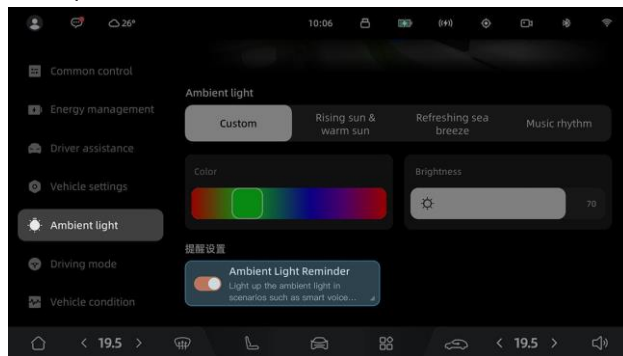 26°
10:06
Common control
Energy management
Driver assistance
Vehicle settings
Ambient light
Driving mode
Vehicle condition
Ambient light
Custom
Rising sun &
warm sun
Refreshing sea
breeze
Music rhythm
Color
Brightness
70
提醒设置
Ambient Light Reminder
Light up the ambient light in
scenarios such as smart voice...
< 19.5 >
< 19.5 >